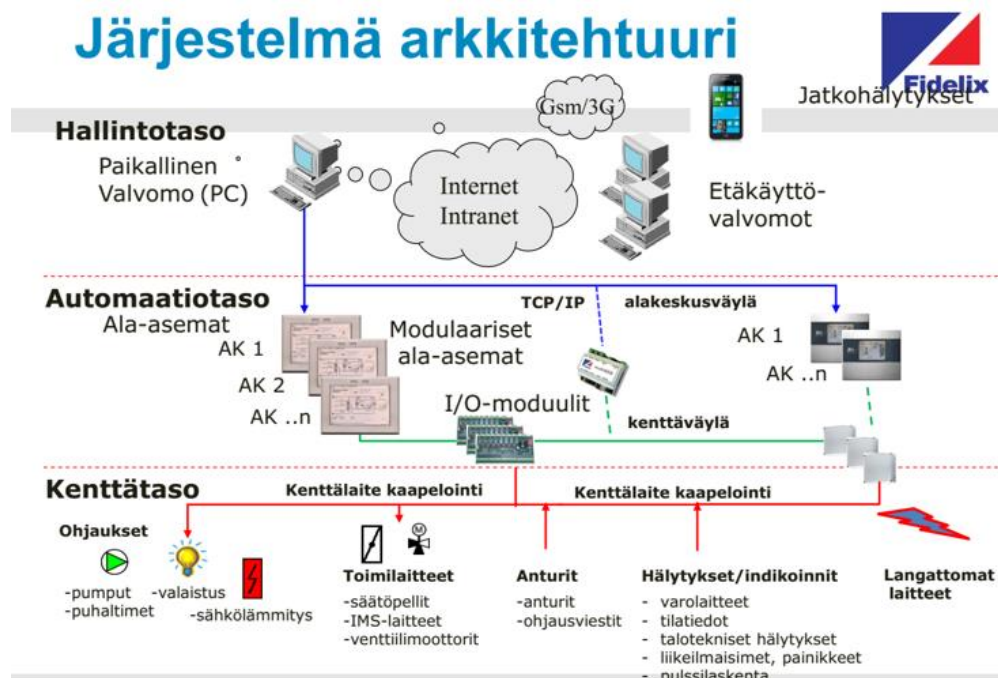 Järjestelmä arkkitehtuuri
Fidelix
Gsm/3G
Jatkohälytykset
Hallintotaso
Paikallinen
Valvomo (PC)
Internet
Intranet
Etäkäyttö-
valvomot
Automaatiotaso
Ala-asemat
TCP/IP
alakeskusväylä
AK 1
AK 2
AK ..n
Modulaariset
ala-asemat
AK 1
AK ..n
I/O-moduulit
kenttäväylä
Kenttätaso
Kenttälaite kaapelointi
Kenttälaite kaapelointi
Ohjaukset
-pumput
-puhaltimet
-valaistus
-sähkölämmitys
M
Toimilaitteet
-säätöpellit
-IMS-laitteet
-venttiilimoottorit
Anturit
-anturit
-ohjausviestit
Hälytykset/indikoinnit
- varolaitteet
- tilatiedot
- talotekniset hälytykset
- liikeilmaisimet, painikkeet
- pulssilaskenta
Langattomat
laitteet